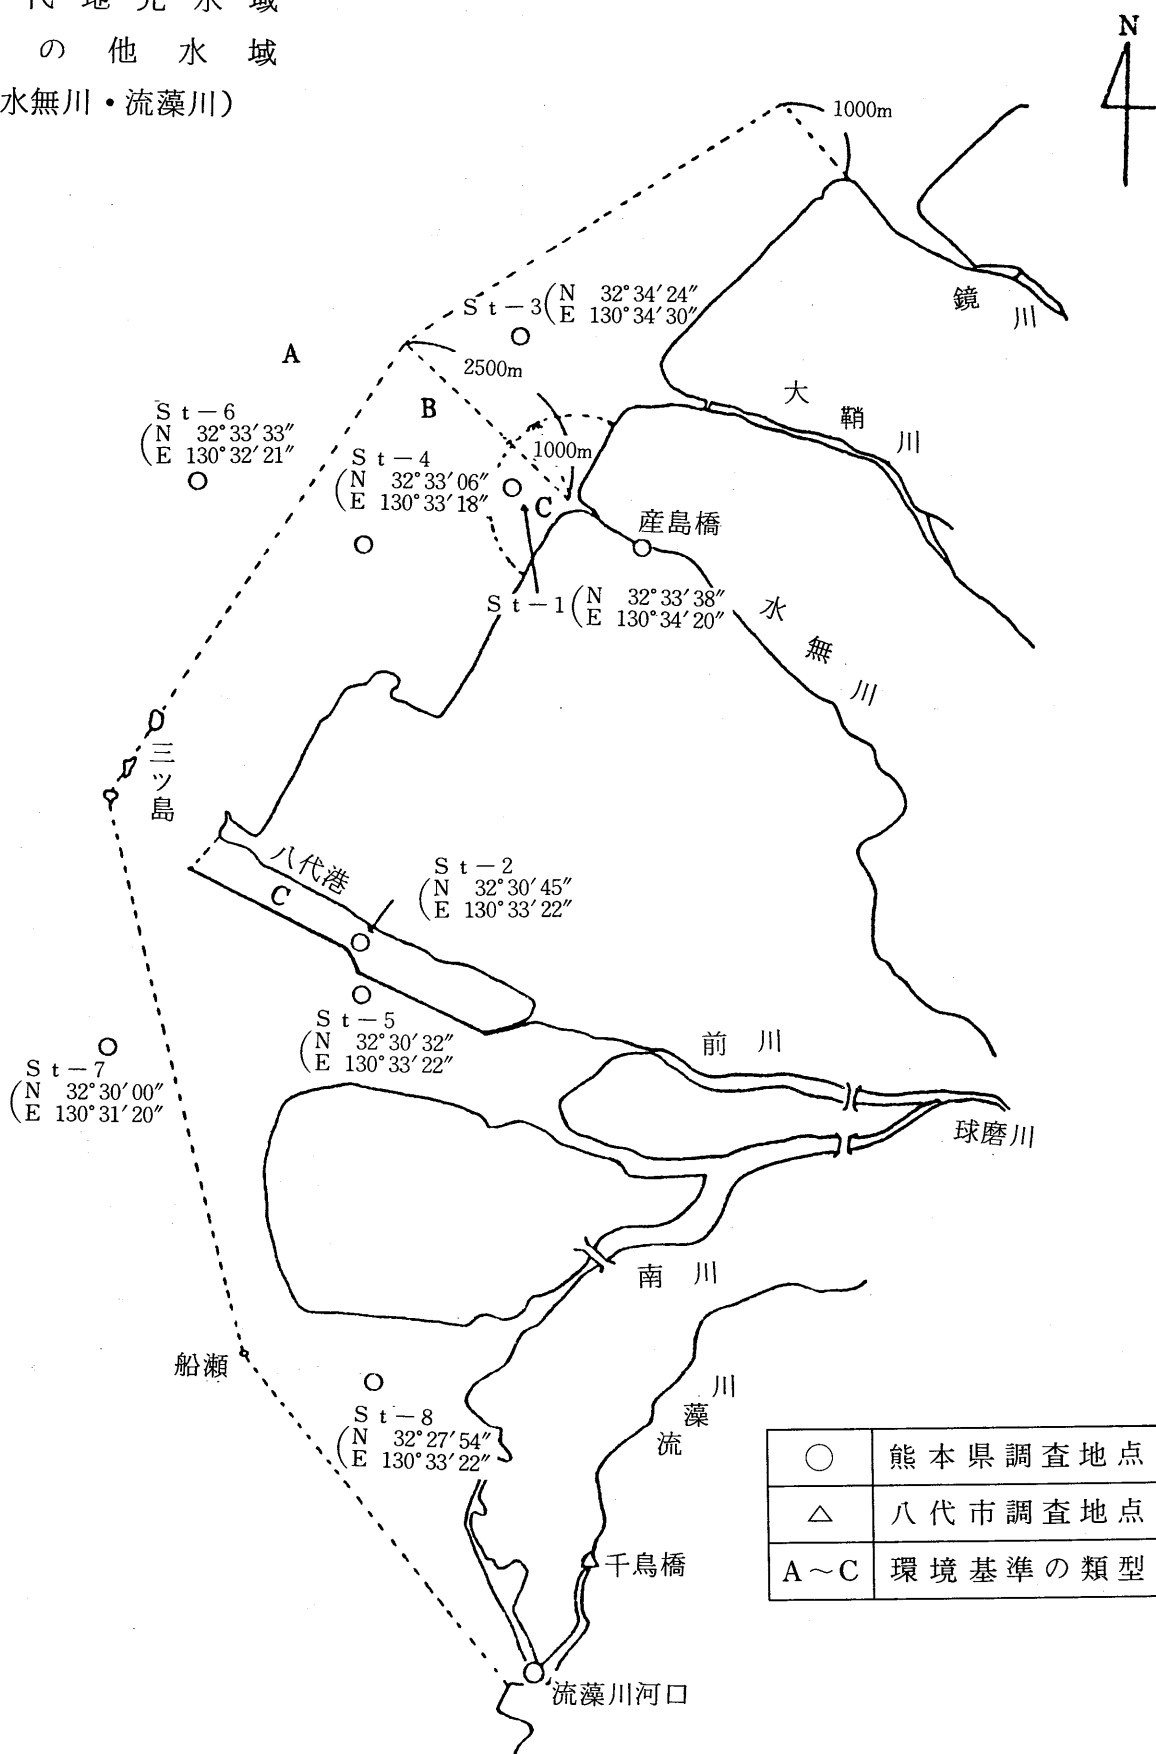 代地先水域
の他水域
水無川・流藻川)
N
1000m
鏡川
St-3(N 32°34′24″
E 130°34′30″
A
2500m
大鞘川
B
St-6
(N 32°33′33″
E 130°32′21″
1000m
St-4
(N 32°33′06″
E 130°33′18″
C
産島橋
St-1(N 32°33′38″
E 130°34′20″
水無川
三ツ島
八代港
C
St-2
(N 32°30′45″
E 130°33′22″
St-5
(N 32°30′32″
E 130°33′22″
前川
St-7
(N 32°30′00″
E 130°31′20″
球磨川
南川
船瀬
St-8
(N 32°27′54″
E 130°33′22″
流藻川
千鳥橋
流藻川河口
○ 熊本県調査地点
△ 八代市調査地点
A～C 環境基準の類型